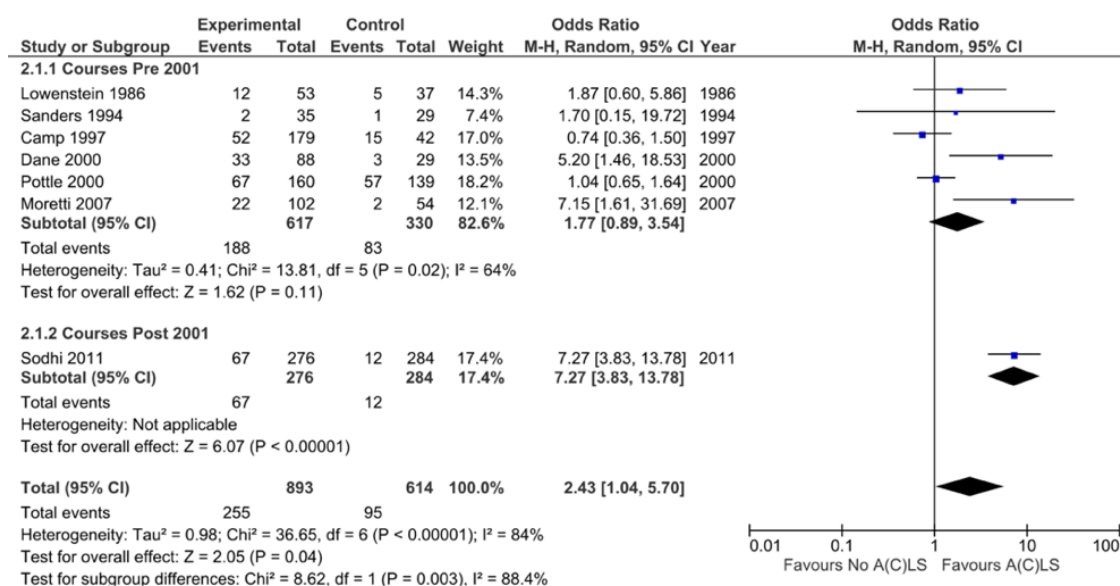 Experimental Control Odds Ratio Odds Ratio
Study or Subgroup Events Total Events Total Weight M-H, Random, 95% CI Year M-H, Random, 95% CI
2.1.1 Courses Pre 2001
Lowenstein 1986 12 53 5 37 14.3% 1.87 [0.60, 5.86] 1986
Sanders 1994 2 35 1 29 7.4% 1.70 [0.15, 19.72] 1994
Camp 1997 52 179 15 42 17.0% 0.74 [0.36, 1.50] 1997
Dane 2000 33 88 3 29 13.5% 5.20 [1.46, 18.53] 2000
Pottle 2000 67 160 57 139 18.2% 1.04 [0.65, 1.64] 2000
Moretti 2007 22 102 2 54 12.1% 7.15 [1.61, 31.69] 2007
Subtotal (95% CI) 617 330 82.6% 1.77 [0.89, 3.54]
Total events 188 83
Heterogeneity: Tau² = 0.41; Chi² = 13.81, df = 5 (P = 0.02); I² = 64%
Test for overall effect: Z = 1.62 (P = 0.11)
2.1.2 Courses Post 2001
Sodhi 2011 67 276 12 284 17.4% 7.27 [3.83, 13.78] 2011
Subtotal (95% CI) 276 284 17.4% 7.27 [3.83, 13.78]
Total events 67 12
Heterogeneity: Not applicable
Test for overall effect: Z = 6.07 (P < 0.00001)
Total (95% CI) 893 614 100.0% 2.43 [1.04, 5.70]
Total events 255 95
Heterogeneity: Tau² = 0.98; Chi² = 36.65, df = 6 (P < 0.00001); I² = 84%
Test for overall effect: Z = 2.05 (P = 0.04)
Test for subgroup differences: Chi² = 8.62, df = 1 (P = 0.003), I² = 88.4%
0.01 0.1 1 10 100
Favours No A(C)LS Favours A(C)LS